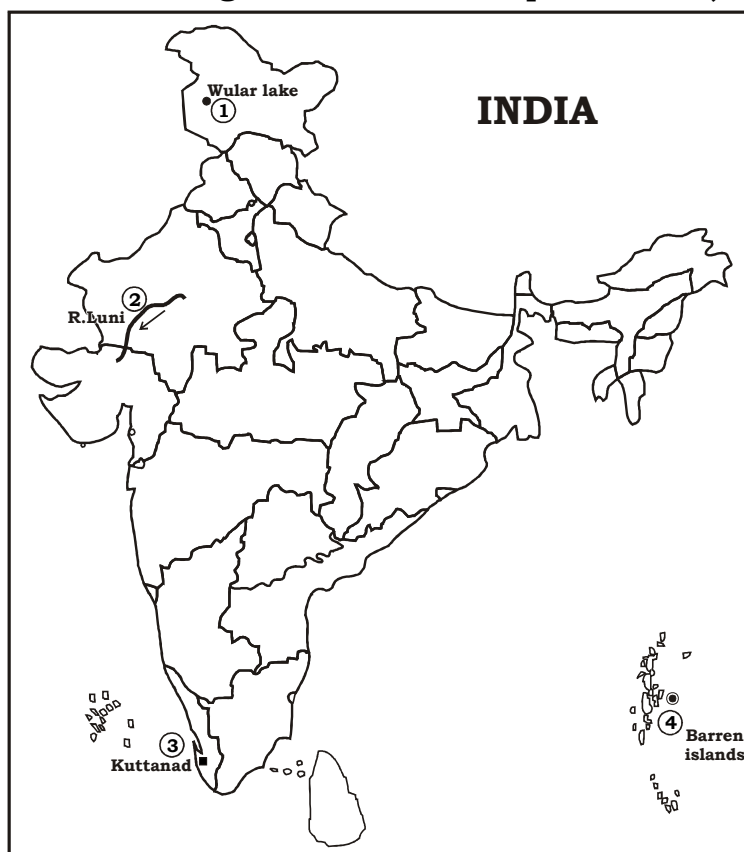 Wular lake
1
INDIA
2
R.Luni
3
Kuttanad
4
Barren
islands